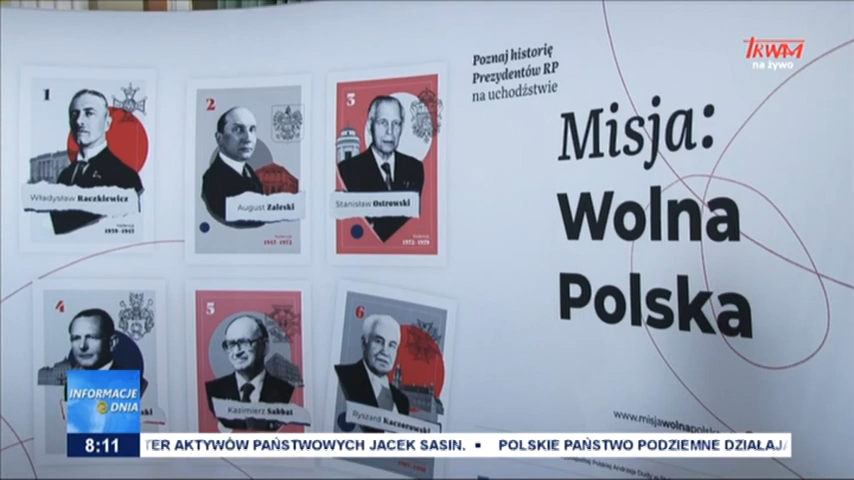 TRWAM
na żywo
Poznaj historię
Prezydentów RP
na uchodźstwie
Misja:
Wolna
Polska
1
Władysław Raczkiewicz
1939-1947
2
August Zaleski
1947-1972
3
Stanisław Ostrowski
1972-1979
4
5
Kazimierz Sabbat
6
Ryszard Kaczorowski
www.misjawolnapolsk
INFORMACJE
DNIA
8:11
TER AKTYWÓW PAŃSTWOWYCH JACEK SASIN. ▪ POLSKIE PAŃSTWO PODZIEMNE DZIAŁAJ